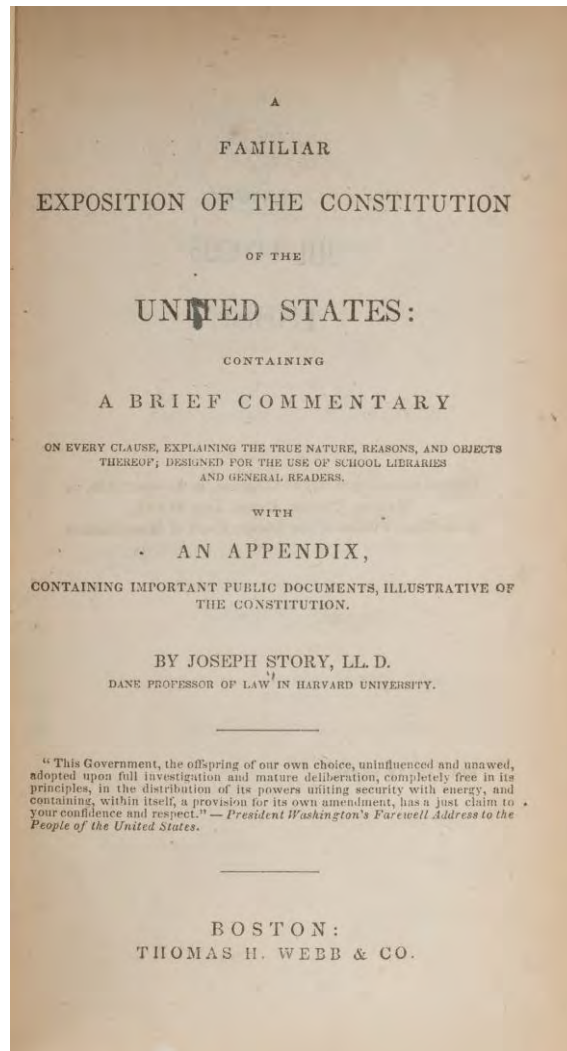 A
FAMILIAR
EXPOSITION OF THE CONSTITUTION
OF THE
UNITED STATES:
CONTAINING
A BRIEF COMMENTARY
ON EVERY CLAUSE, EXPLAINING THE TRUE NATURE, REASONS, AND OBJECTS
THEREOF; DESIGNED FOR THE USE OF SCHOOL LIBRARIES
AND GENERAL READERS.
WITH
AN APPENDIX,
CONTAINING IMPORTANT PUBLIC DOCUMENTS, ILLUSTRATIVE OF
THE CONSTITUTION.
BY JOSEPH STORY, LL. D.
DANE PROFESSOR OF LAW IN HARVARD UNIVERSITY.
“ This Government, the offspring of our own choice, uninfluenced and unawed,
adopted upon full investigation and mature deliberation, completely free in its
principles, in the distribution of its powers uniting security with energy, and
containing, within itself, a provision for its own amendment, has a just claim to
your confidence and respect.” — President Washington's Farewell Address to the
People of the United States.
BOSTON:
THOMAS H. WEBB & CO.